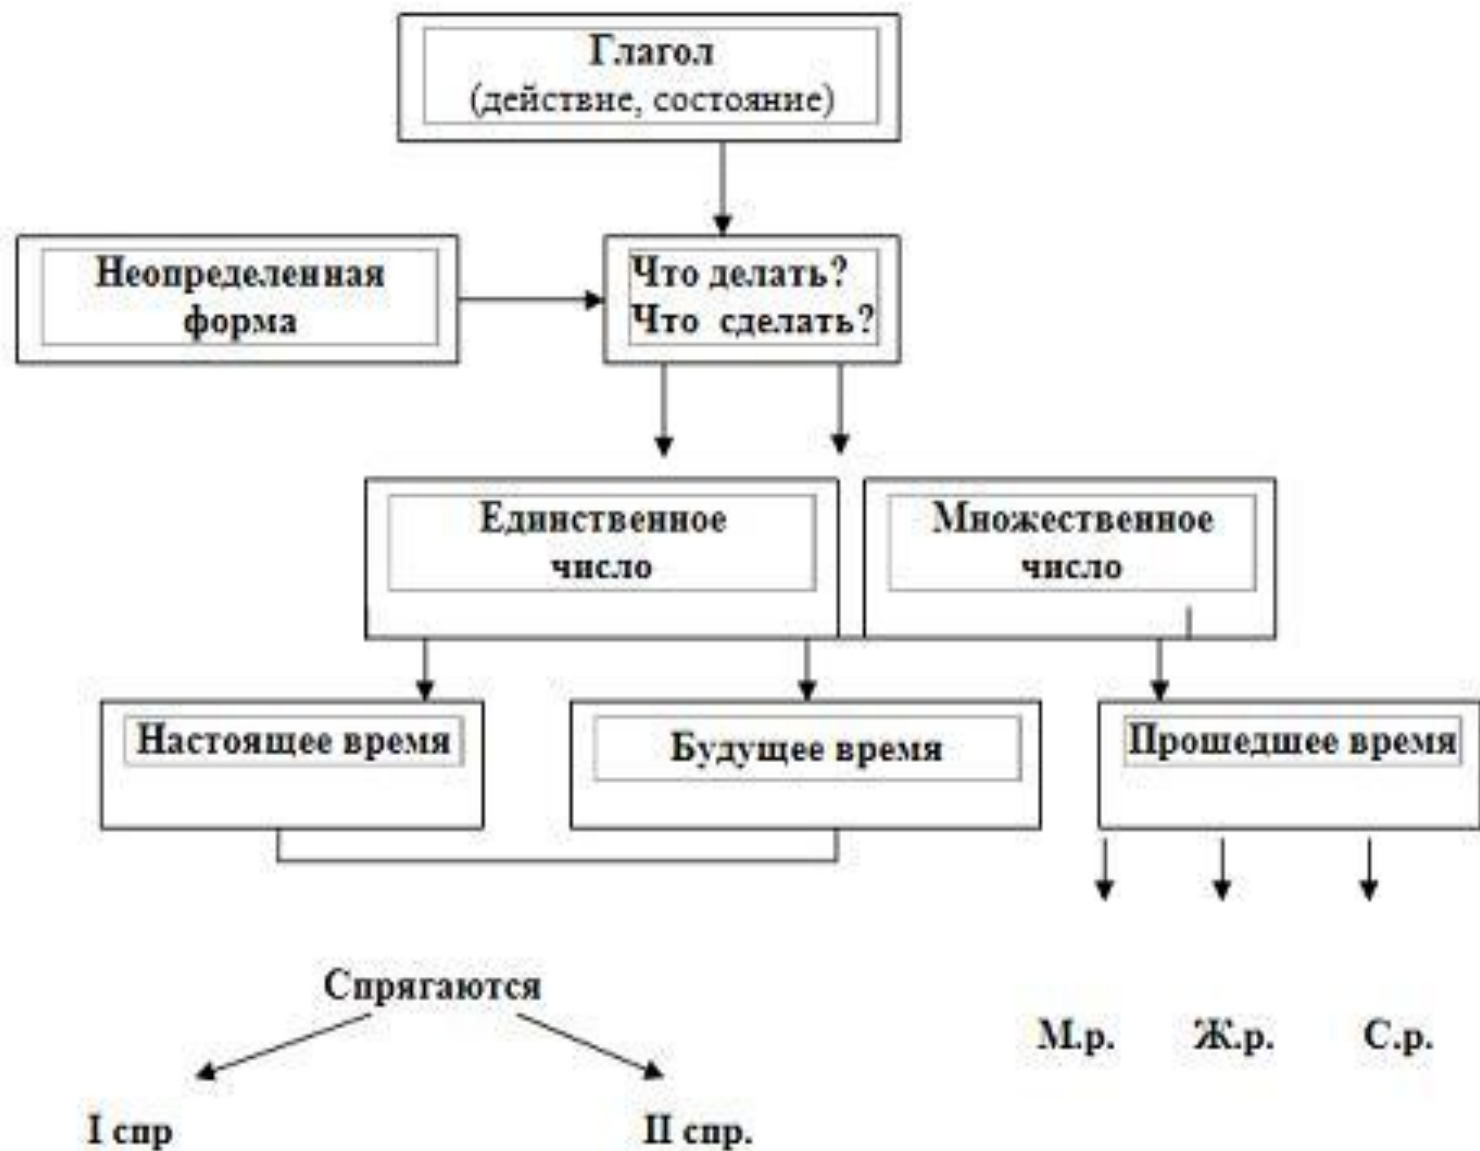 Глагол
(действие, состояние)
Неопределенная
форма
Что делать?
Что сделать?
Единственное
число
Множественное
число
Настоящее время
Будущее время
Прошедшее время
Спрягаются
М.р. Ж.р. С.р.
I спр
II спр.